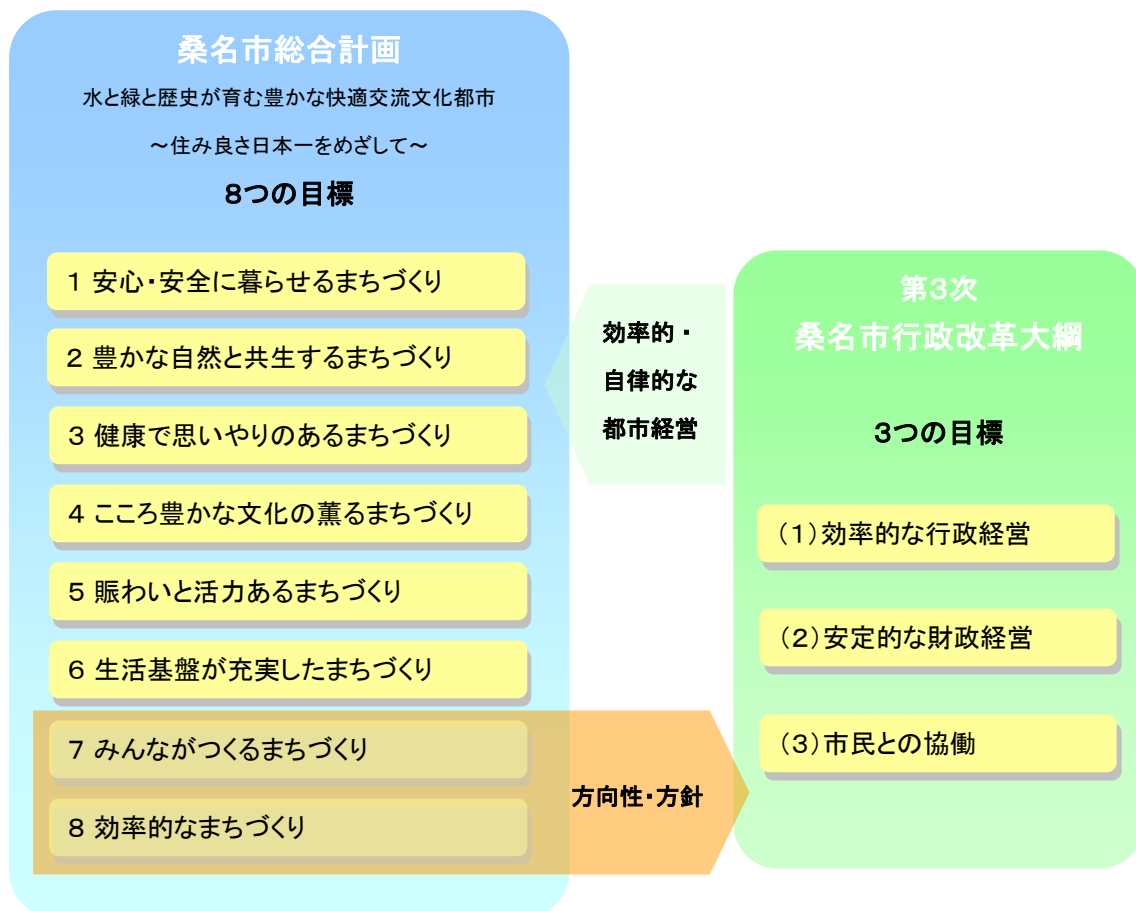 桑名市総合計画
水と緑と歴史が育む豊かな快適交流文化都市
～住み良さ日本一をめざして～
8つの目標
1 安心・安全に暮らせるまちづくり
2 豊かな自然と共生するまちづくり
3 健康で思いやりのあるまちづくり
4 こころ豊かな文化の薫るまちづくり
5 賑わいと活力あるまちづくり
6 生活基盤が充実したまちづくり
7 みんながつくるまちづくり
8 効率的なまちづくり
効率的・
自律的な
都市経営
方向性・方針
第3次
桑名市行政改革大綱
3つの目標
(1)効率的な行政経営
(2)安定的な財政経営
(3)市民との協働